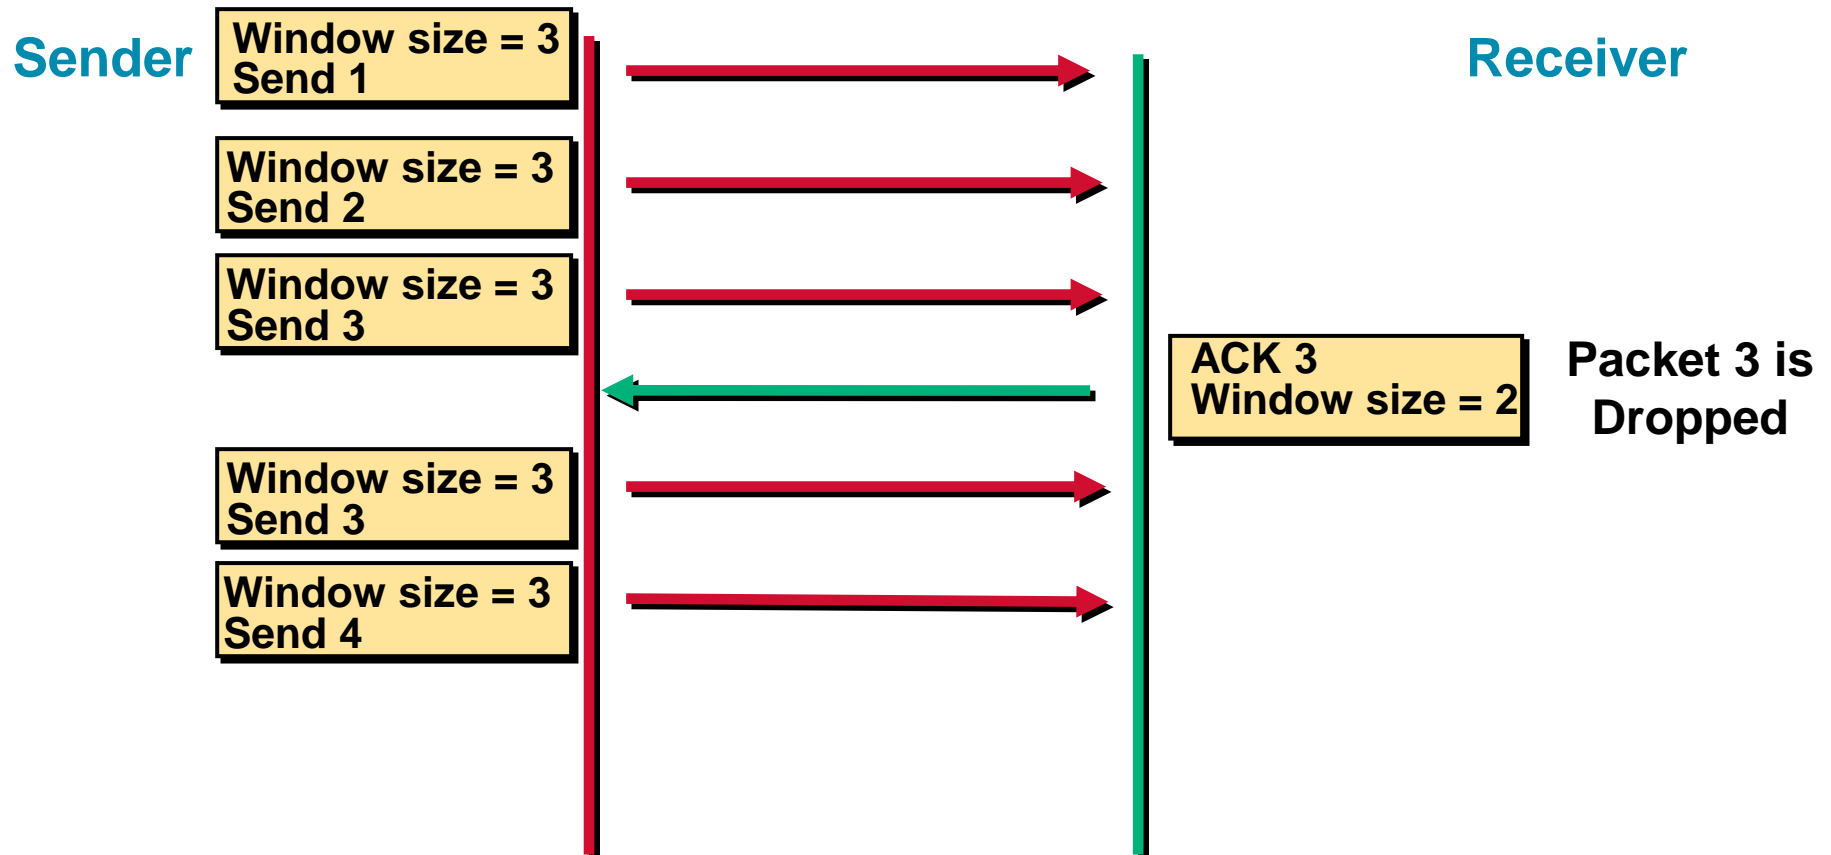 Sender
Window size = 3
Send 1
Receiver
Window size = 3
Send 2
Window size = 3
Send 3
ACK 3
Window size = 2
Packet 3 is
Dropped
Window size = 3
Send 3
Window size = 3
Send 4